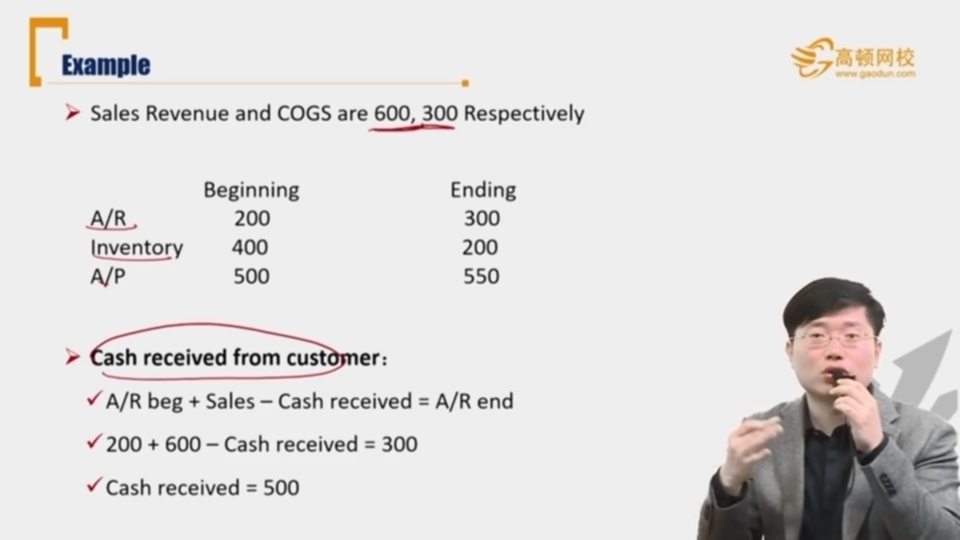 Example
高顿网校
www.gaodun.com
Sales Revenue and COGS are 600, 300 Respectively
Beginning Ending
A/R 200 300
Inventory 400 200
A/P 500 550
Cash received from customer：
A/R beg + Sales – Cash received = A/R end
200 + 600 – Cash received = 300
Cash received = 500